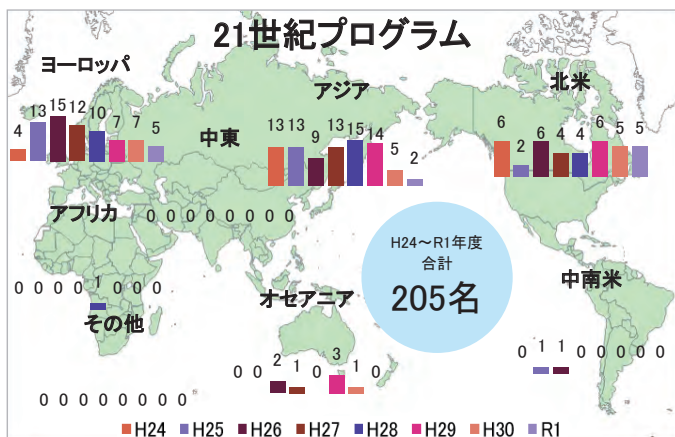 21世紀プログラム
ヨーロッパ
4 13 15 12 10 7 7 5
中東
0 0 0 0 0 0 0 0
アジア
13 13 9 13 15 14 5 2
北米
6 2 6 4 4 6 5 5
アフリカ
0 0 0 0 1 0 0 0
その他
0 0 0 0 0 0 0 0
オセアニア
0 0 2 1 0 3 1 0
H24~R1年度
合計
205名
中南米
0 1 1 0 0 0 0 0
H24 H25 H26 H27 H28 H29 H30 R1